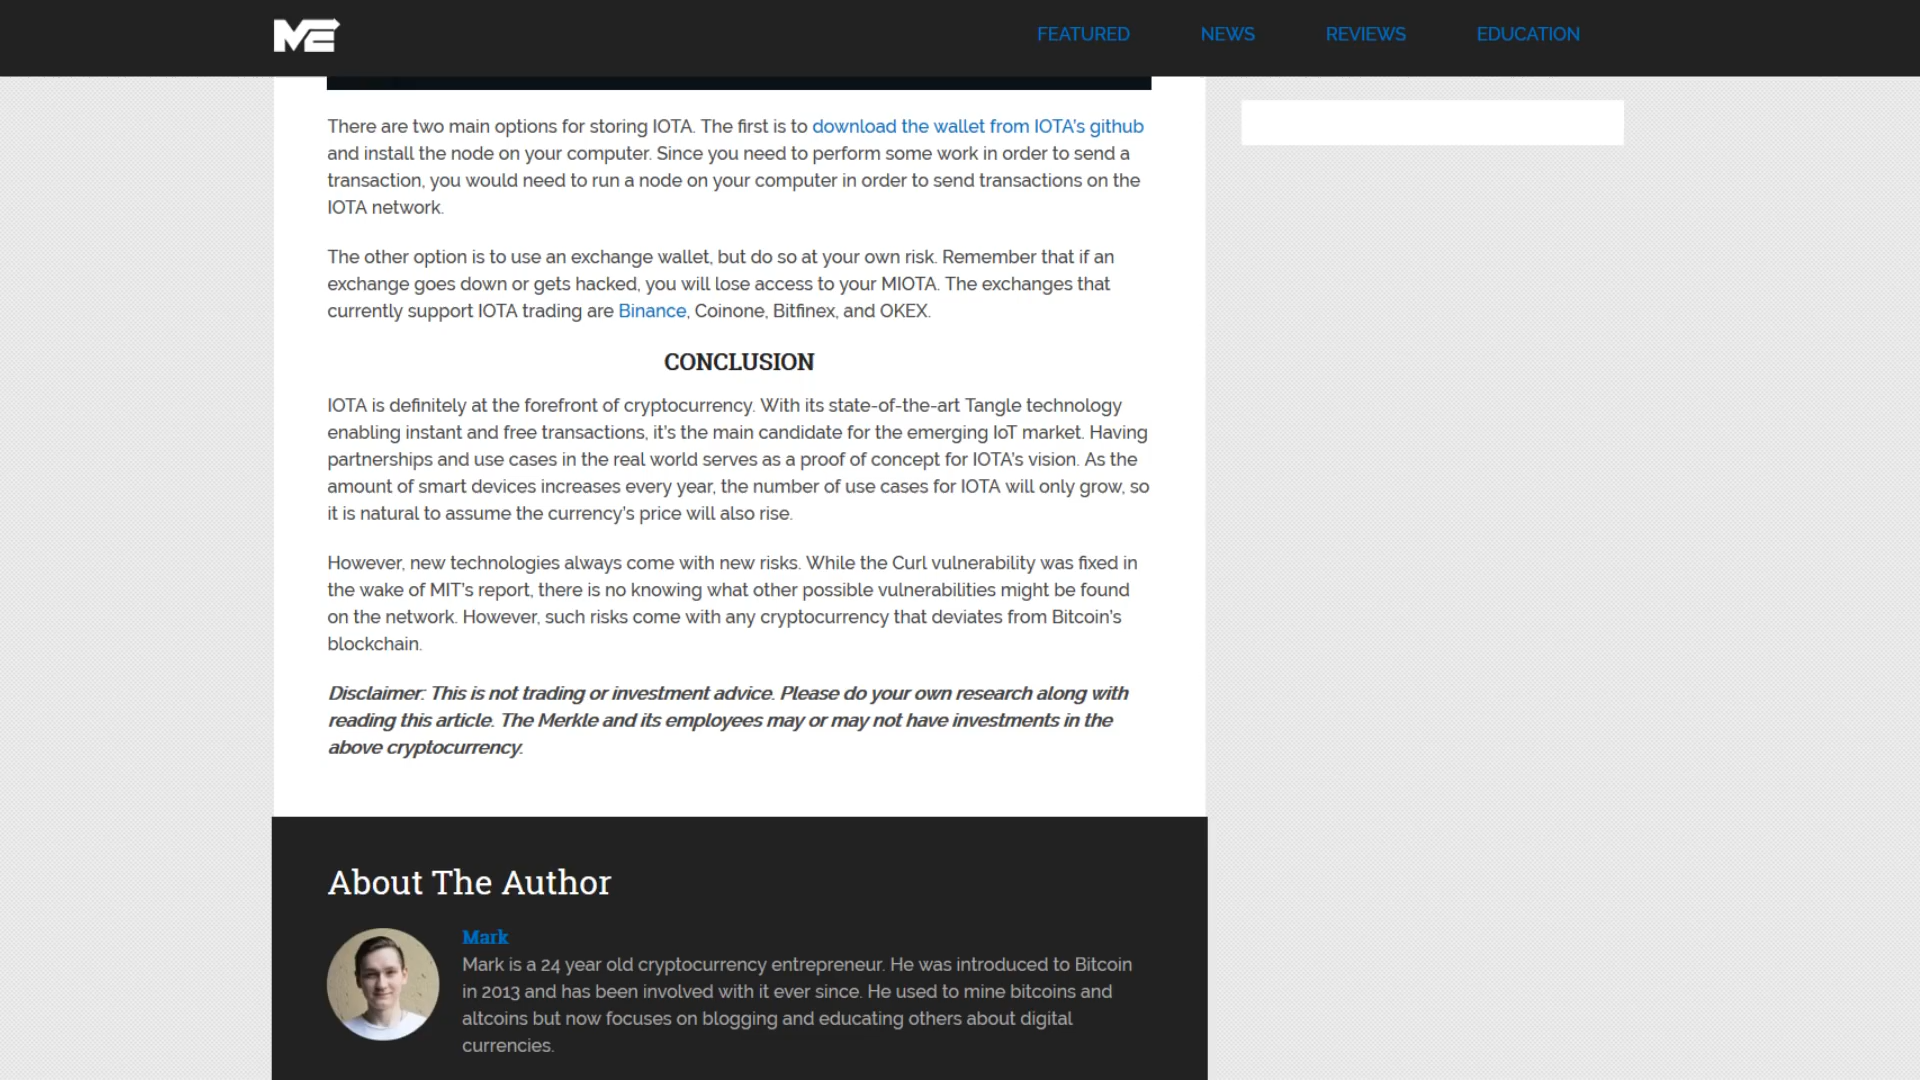 ME
FEATURED NEWS REVIEWS EDUCATION
There are two main options for storing IOTA. The first is to download the wallet from IOTA's github
and install the node on your computer. Since you need to perform some work in order to send a
transaction, you would need to run a node on your computer in order to send transactions on the
IOTA network.
The other option is to use an exchange wallet, but do so at your own risk. Remember that if an
exchange goes down or gets hacked, you will lose access to your MIOTA. The exchanges that
currently support IOTA trading are Binance, Coinone, Bitfinex, and OKEX.
CONCLUSION
IOTA is definitely at the forefront of cryptocurrency. With its state-of-the-art Tangle technology
enabling instant and free transactions, it's the main candidate for the emerging IoT market. Having
partnerships and use cases in the real world serves as a proof of concept for IOTA's vision. As the
amount of smart devices increases every year, the number of use cases for IOTA will only grow, so
it is natural to assume the currency's price will also rise.
However, new technologies always come with new risks. While the Curl vulnerability was fixed in
the wake of MIT's report, there is no knowing what other possible vulnerabilities might be found
on the network. However, such risks come with any cryptocurrency that deviates from Bitcoin's
blockchain.
Disclaimer: This is not trading or investment advice. Please do your own research along with
reading this article. The Merkle and its employees may or may not have investments in the
above cryptocurrency.
About The Author
Mark
Mark is a 24 year old cryptocurrency entrepreneur. He was introduced to Bitcoin
in 2013 and has been involved with it ever since. He used to mine bitcoins and
altcoins but now focuses on blogging and educating others about digital
currencies.